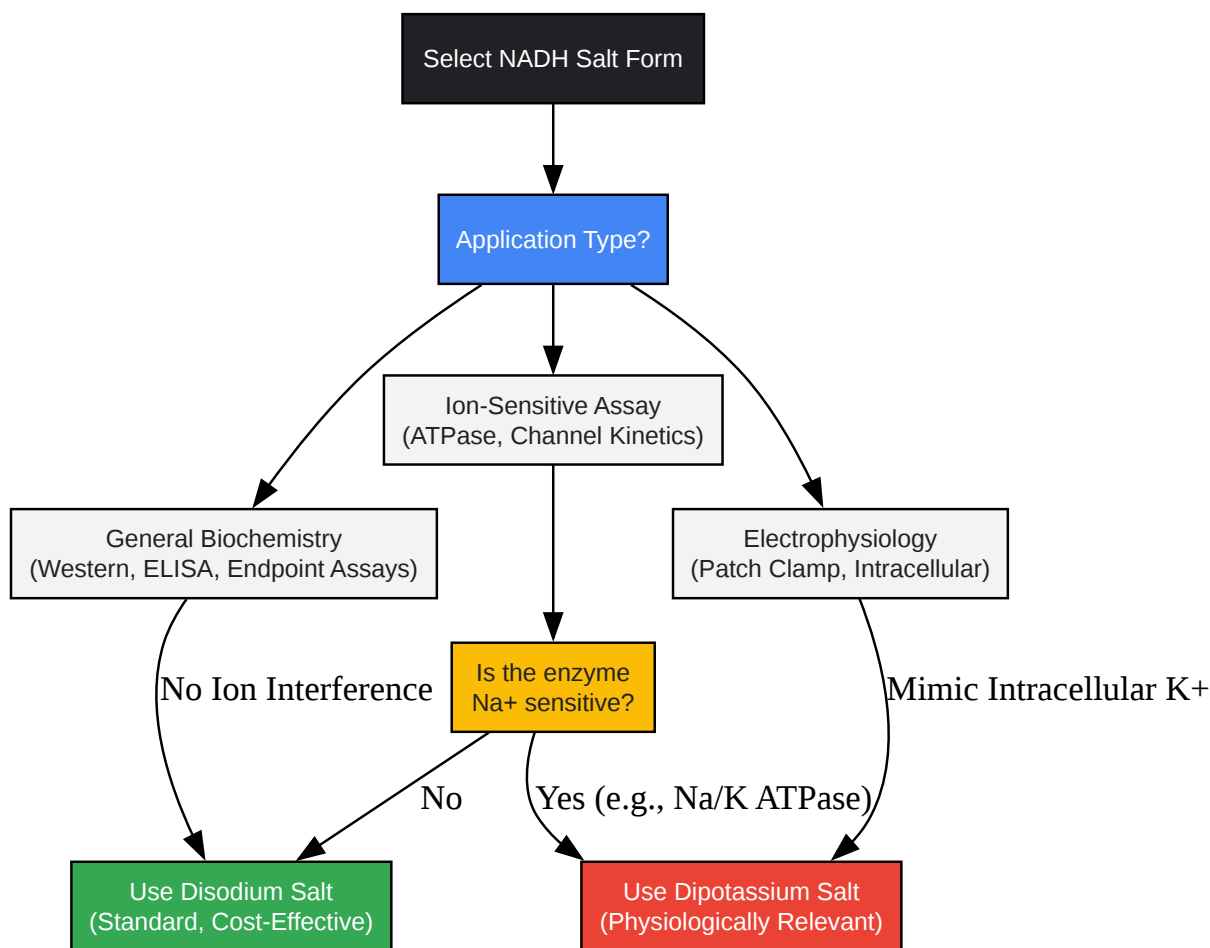 Select NADH Salt Form
Application Type?
Ion-Sensitive Assay
(ATPase, Channel Kinetics)
General Biochemistry
(Western, ELISA, Endpoint Assays)
Electrophysiology
(Patch Clamp, Intracellular)
No Ion Interference
Is the enzyme
Na+ sensitive?
Mimic Intracellular K+
No
Yes (e.g., Na/K ATPase)
Use Disodium Salt
(Standard, Cost-Effective)
Use Dipotassium Salt
(Physiologically Relevant)